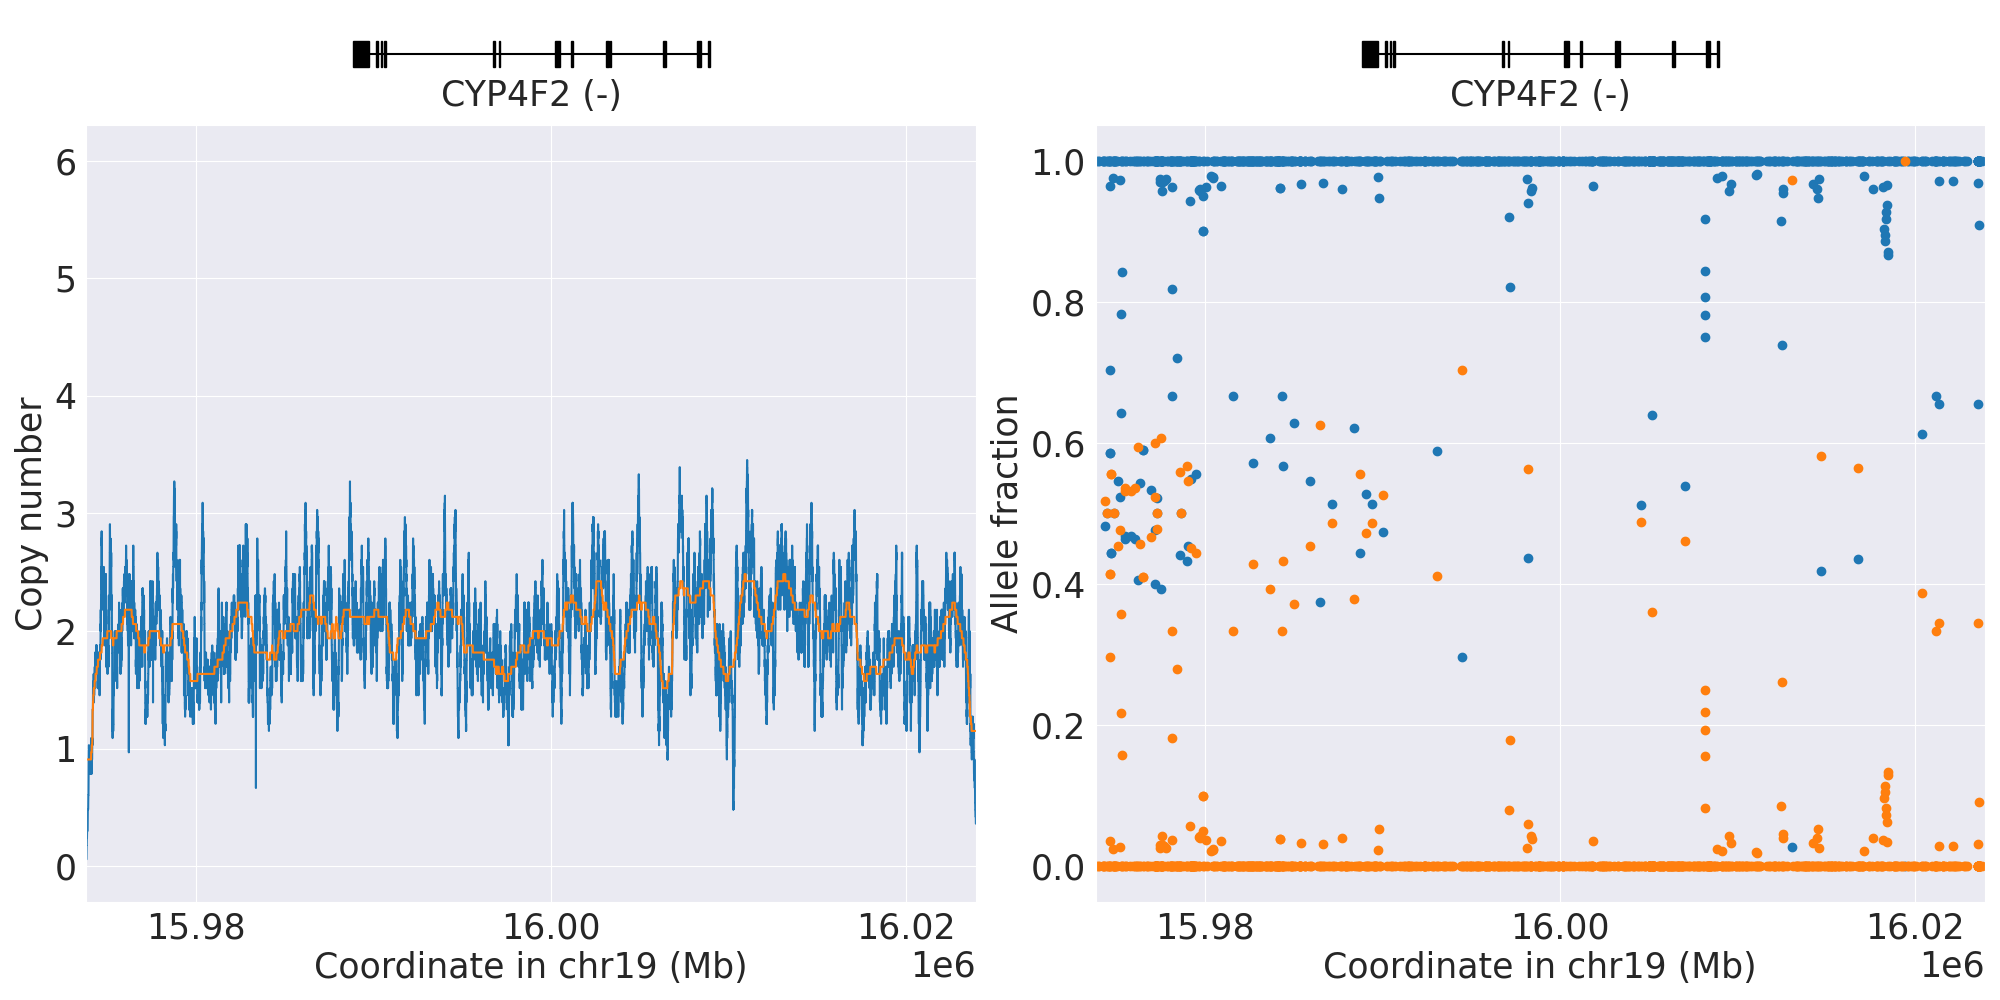 CYP4F2 (-)
6
5
4
3
2
1
0
Copy number
15.98
16.00
16.02
Coordinate in chr19 (Mb)
1e6
CYP4F2 (-)
1.0
0.8
0.6
0.4
0.2
0.0
Allele fraction
15.98
16.00
16.02
Coordinate in chr19 (Mb)
1e6